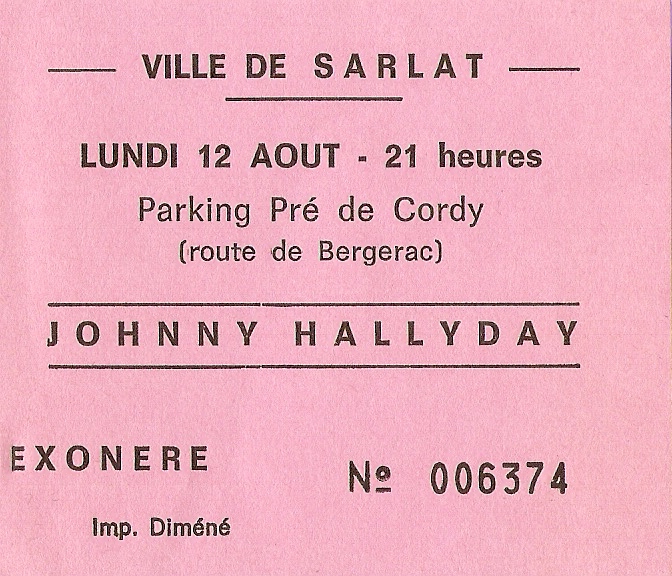 VILLE DE SARLAT
LUNDI 12 AOUT - 21 heures
Parking Pré de Cordy
(route de Bergerac)
JOHNNY HALLYDAY
EXONERE
Nº 006374
Imp. Diméné